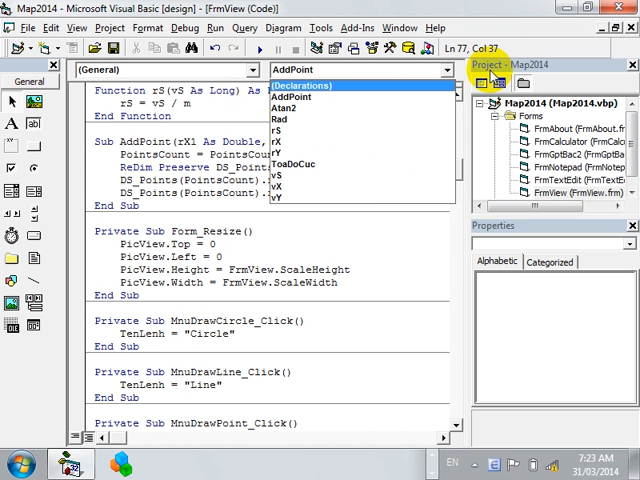 Map2014 - Microsoft Visual Basic [design] - [FrmView (Code)]
File Edit View Project Format Debug Run Query Diagram Tools Add-Ins Window Help
Ln 77, Col 37
General
(General)
AddPoint
(Declarations)
AddPoint
Atan2
Rad
rS
rX
rY
ToaDoCuc
vS
vX
vY
Function rS(vS As Long) As
rS = vS / m
End Function
Sub AddPoint (rX1 As Double,
PointsCount = PointsCount
ReDim Preserve DS_Points(
DS_Points(PointsCount).
DS_Points(PointsCount).
End Sub
Private Sub Form_Resize()
PicView.Top = 0
PicView.Left = 0
PicView.Height = FrmView.ScaleHeight
PicView.Width = FrmView.ScaleWidth
End Sub
Private Sub MnuDrawCircle_Click()
TenLenh = "Circle"
End Sub
Private Sub MnuDrawLine_Click()
TenLenh = "Line"
End Sub
Private Sub MnuDrawPoint_Click()
Project - Map2014
Map2014 (Map2014.vbp)
Forms
FrmAbout (FrmAbout.fr
FrmCalculator (FrmCalc
FrmGptBac2 (FrmGptBac
FrmNotepad (FrmNotepa
FrmTextEdit (FrmTextE
FrmView (FrmView.frm)
Properties
Alphabetic Categorized
EN
7:23 AM
31/03/2014